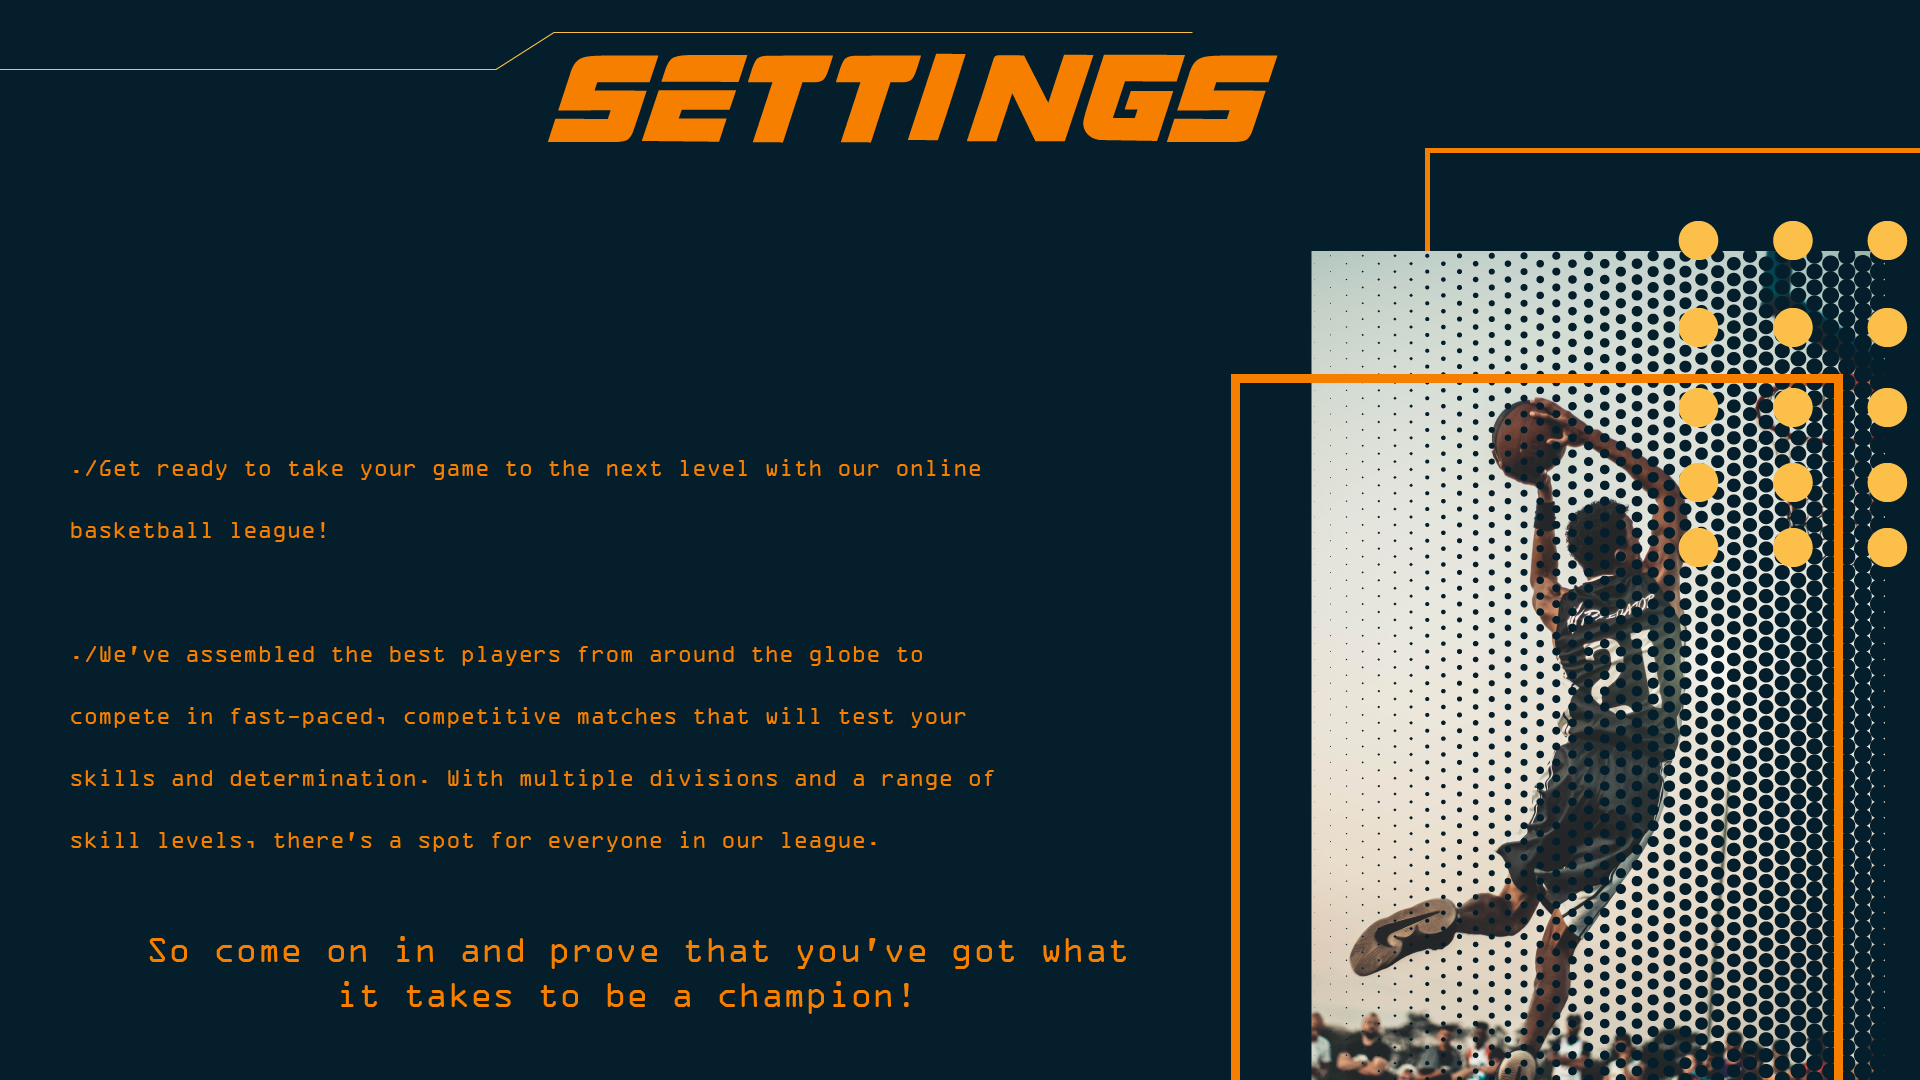 SETTINGS
./Get ready to take your game to the next level with our online
basketball league!
./We've assembled the best players from around the globe to
compete in fast-paced, competitive matches that will test your
skills and determination. With multiple divisions and a range of
skill levels, there's a spot for everyone in our league.
So come on in and prove that you've got what
it takes to be a champion!